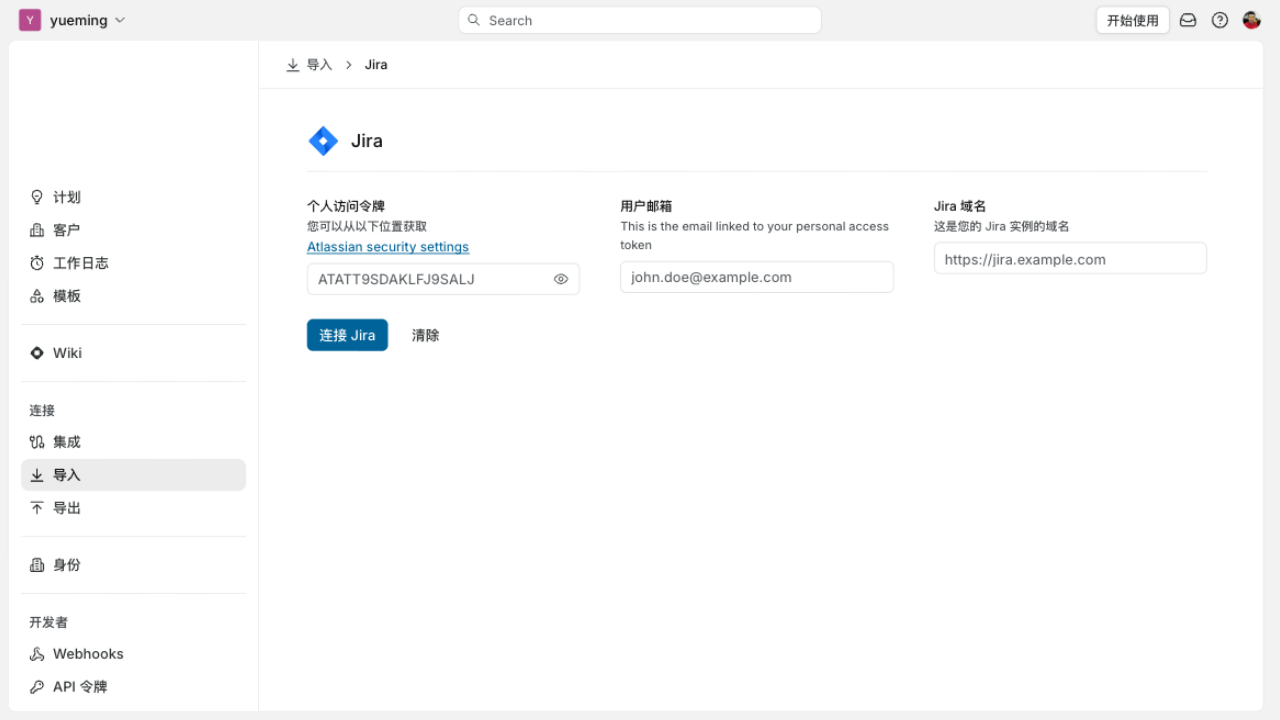 Y yueming
Search
开始使用
导入 Jira
计划
客户
工作日志
模板
Wiki
连接
集成
导入
导出
身份
开发者
Webhooks
API 令牌
Jira
个人访问令牌
您可以从以下位置获取
Atlassian security settings
ATATT9SDAKLFJ9SALJ
用户邮箱
This is the email linked to your personal access
token
john.doe@example.com
Jira 域名
这是您的 Jira 实例的域名
https://jira.example.com
连接 Jira
清除